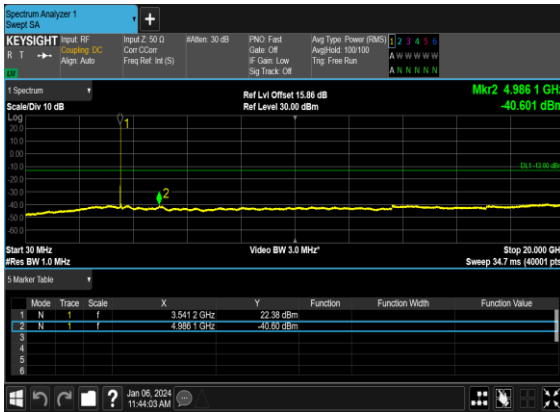 Spectrum Analyzer 1
Swept SA
+
KEYSIGHT Input: RF Input Z: 50 Ω #Atten: 30 dB PNO: Fast Avg Type: Power (RMS) 1 2 3 4 5 6
R T Coupling: DC Corr CCorr Gate: Off Avg|Hold: 100/100 A W W W W W
Align: Auto Freq Ref: Int (S) IF Gain: Low Trig: Free Run
Sig Track: Off A N N N N N
1 Spectrum Ref Lvl Offset 15.86 dB Mkr2 4.986 1 GHz
Scale/Div 10 dB Ref Level 30.00 dBm -40.601 dBm
Log
20.0
10.0
0.00
-10.0
-20.0
-30.0
-40.0
-50.0
-60.0
1
DL1 -13.00 dBm
2
Start 30 MHz Video BW 3.0 MHz* Stop 20.000 GHz
#Res BW 1.0 MHz Sweep 34.7 ms (40001 pts)
5 Marker Table
Mode Trace Scale X Y Function Function Width Function Value
1 N 1 f 3.541 2 GHz 22.38 dBm
2 N 1 f 4.986 1 GHz -40.60 dBm
3
4
5
6
? Jan 06, 2024
11:44:03 AM